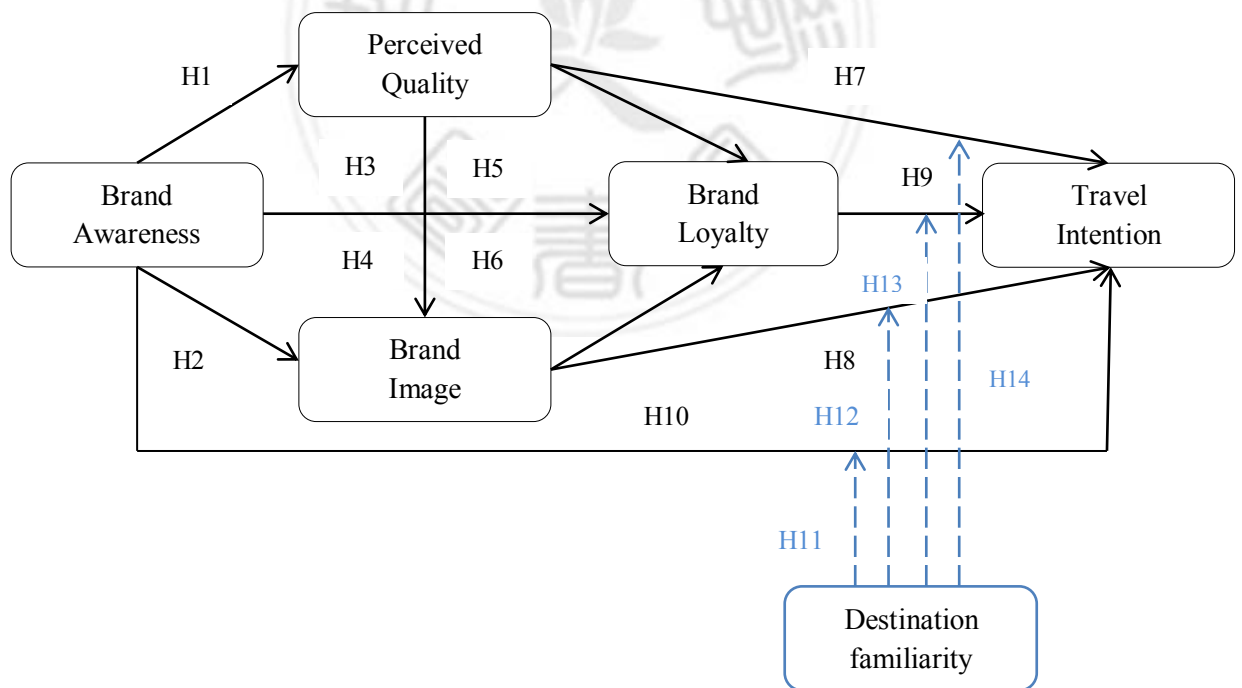 Perceived
Quality
H1
H7
H3
H5
Brand
Awareness
Brand
Loyalty
H9
Travel
Intention
H4
H6
H13
H2
Brand
Image
H8
H14
H12
H10
H11
Destination
familiarity